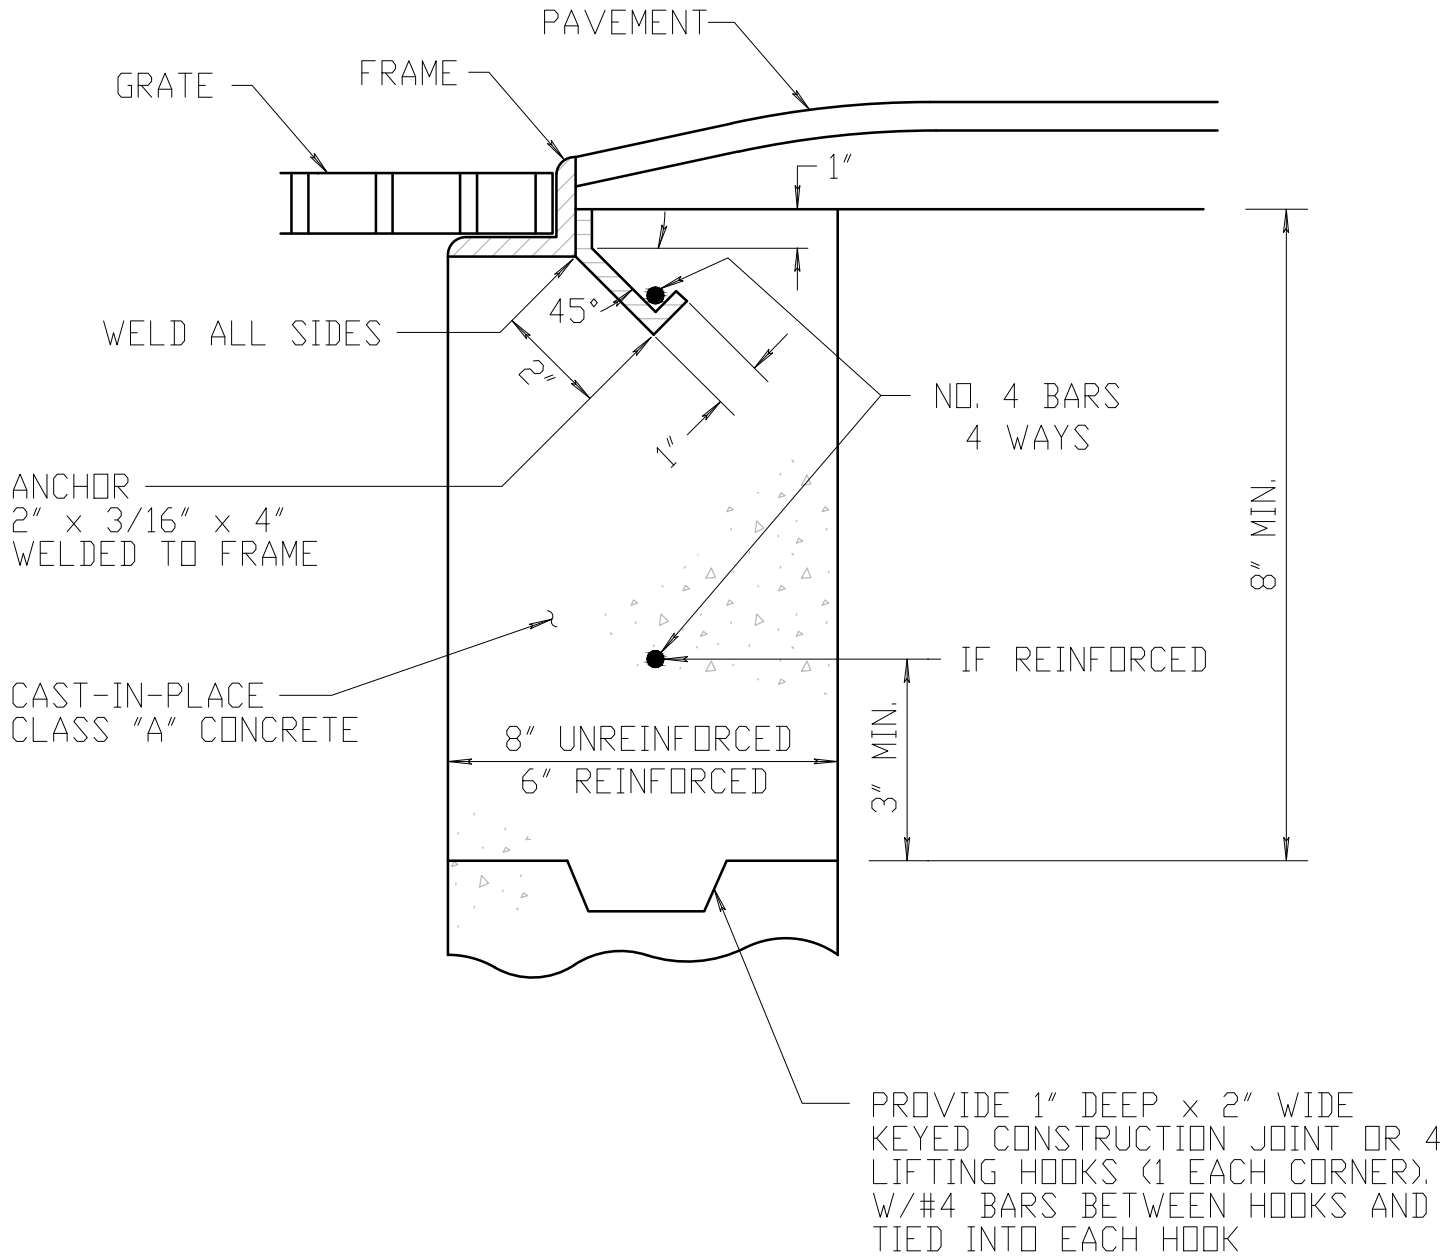 PAVEMENT
GRATE
FRAME
1"
WELD ALL SIDES
45°
2"
NO. 4 BARS
4 WAYS
1"
ANCHOR
2" x 3/16" x 4"
WELDED TO FRAME
8" MIN.
IF REINFORCED
CAST-IN-PLACE
CLASS "A" CONCRETE
8" UNREINFORCED
6" REINFORCED
3" MIN.
PROVIDE 1" DEEP x 2" WIDE
KEYED CONSTRUCTION JOINT OR 4
LIFTING HOOKS (1 EACH CORNER).
W/#4 BARS BETWEEN HOOKS AND
TIED INTO EACH HOOK